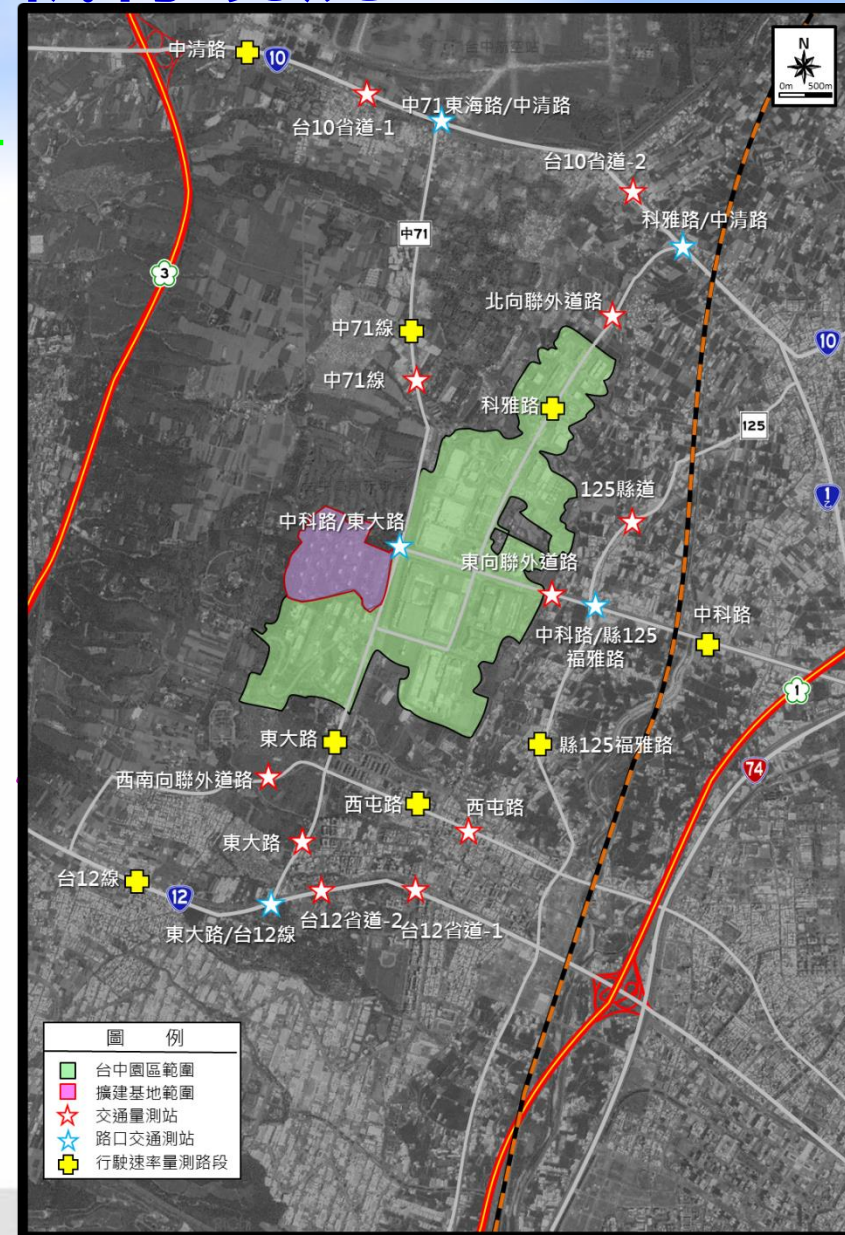 中清路
10
台中航空站
N
0m 500m
台10省道-1
中71東海路/中清路
台10省道-2
科雅路/中清路
中71
3
北向聯外道路
中71線
10
中71線
科雅路
125
125縣道
1
乙
中科路/東大路
東向聯外道路
中科路/縣125
福雅路
中科路
1
東大路
縣125福雅路
74
西南向聯外道路
西屯路
西屯路
東大路
台12線
12
台12省道-2
台12省道-1
東大路/台12線
圖 例
台中園區範圍
擴建基地範圍
交通量測站
路口交通測站
行駛速率量測路段